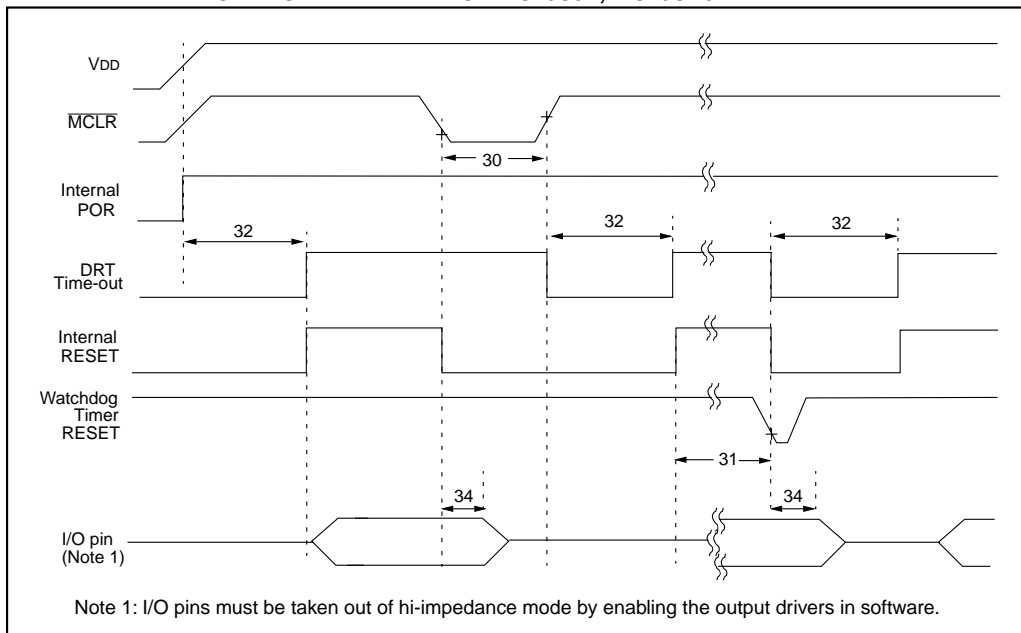 VDD
MCLR
30
Internal
POR
32
32
32
DRT
Time-out
Internal
RESET
Watchdog
Timer
RESET
31
34
34
I/O pin
(Note 1)
Note 1: I/O pins must be taken out of hi-impedance mode by enabling the output drivers in software.